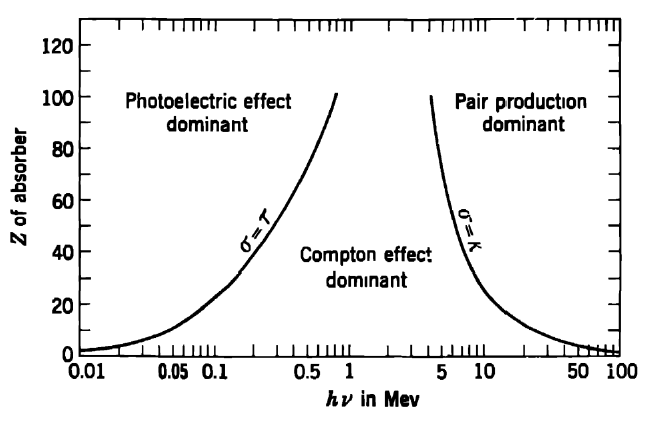 120
100
80
60
40
20
0
Z of absorber
Photoelectric effect
dominant
Pair production
dominant
σ=τ
σ=κ
Compton effect
dominant
0.01 0.05 0.1 0.5 1 5 10 50 100
hν in Mev